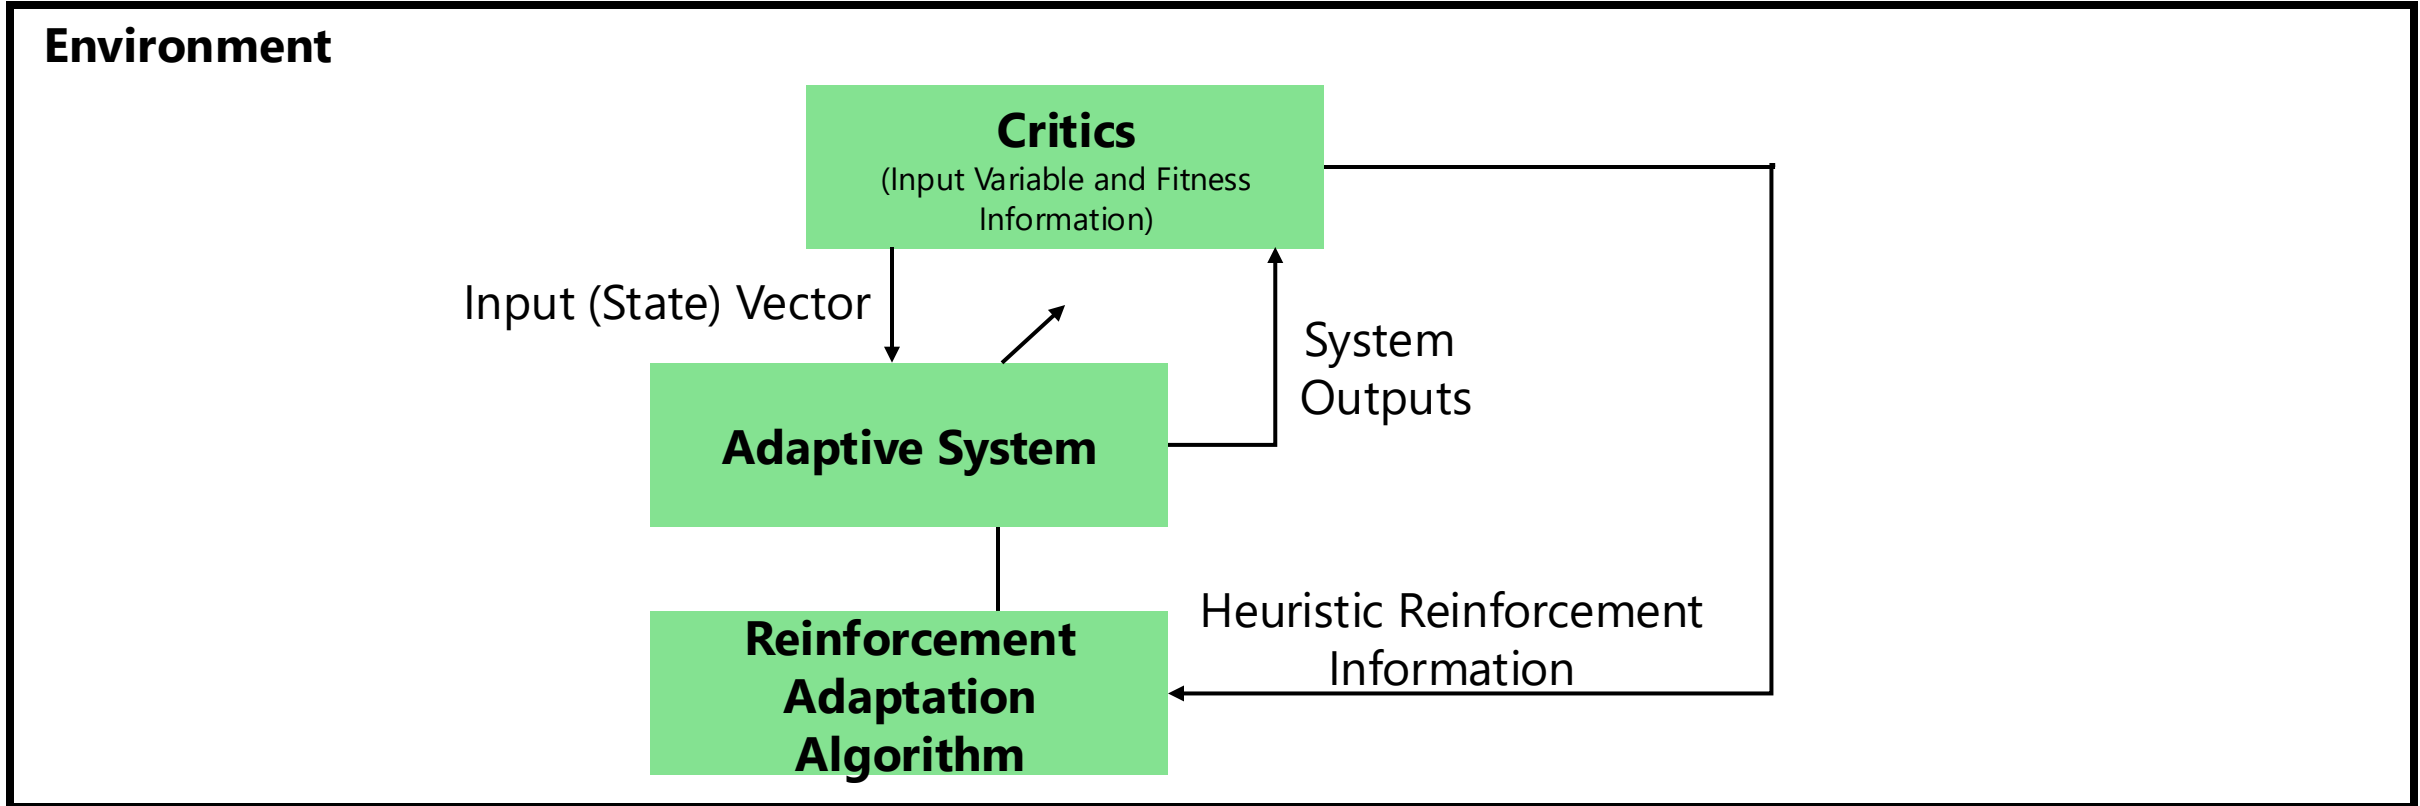 Environment
Critics
(Input Variable and Fitness
Information)
Input (State) Vector
System
Outputs
Adaptive System
Heuristic Reinforcement
Information
Reinforcement
Adaptation
Algorithm